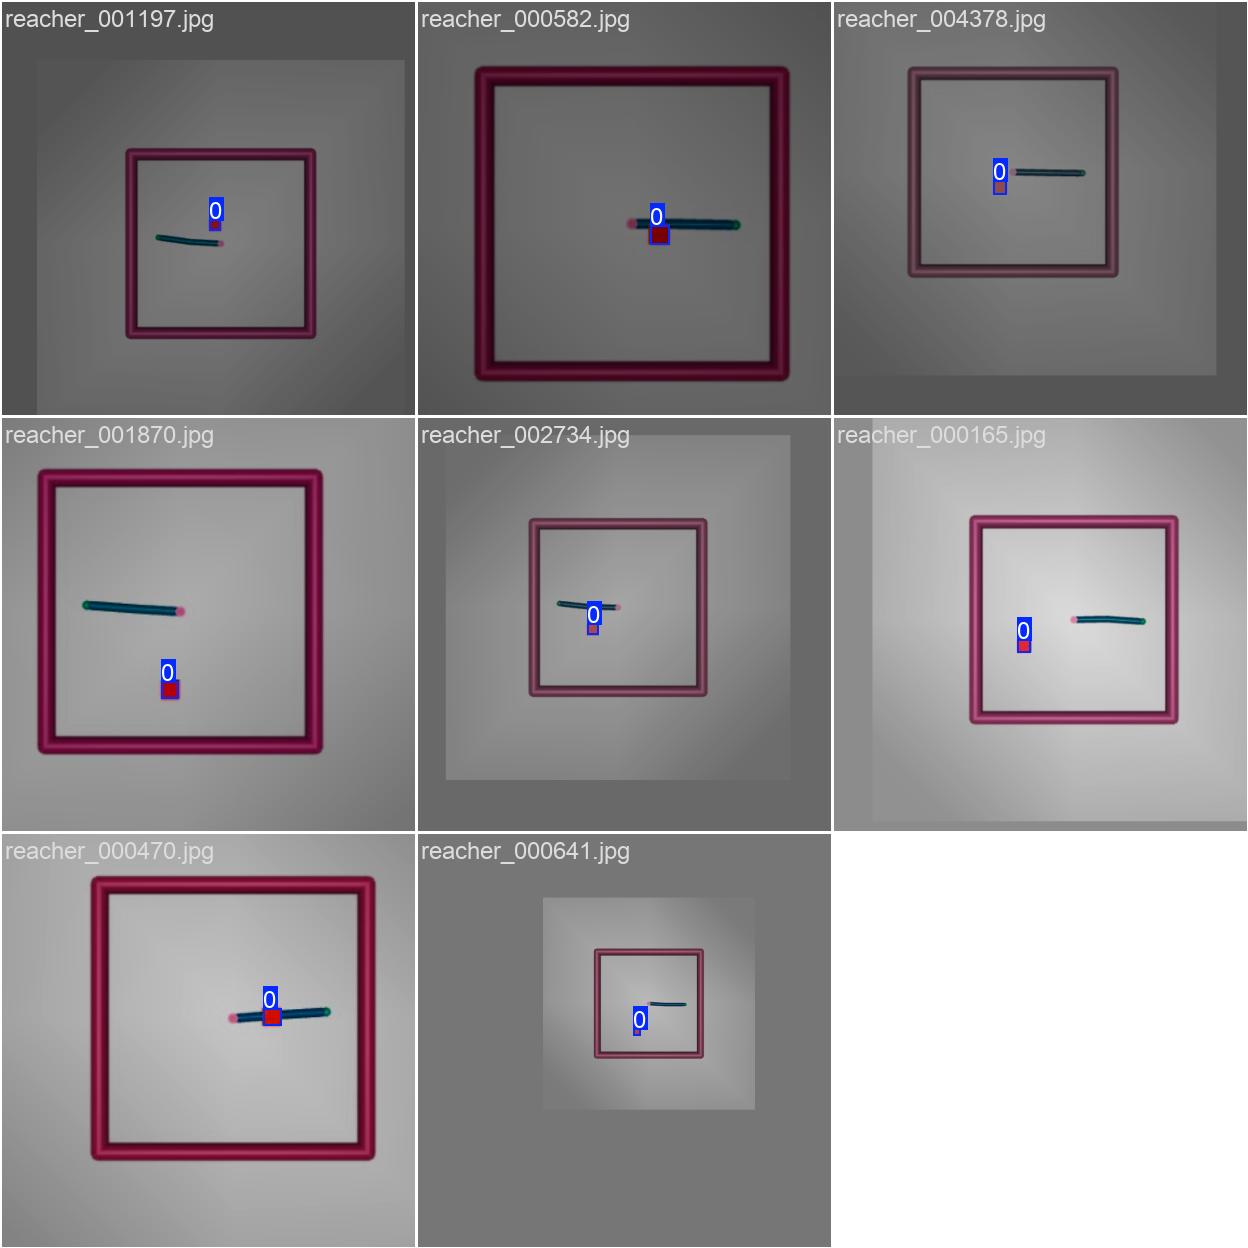 reacher_001197.jpg
reacher_000582.jpg
reacher_004378.jpg
0
0
0
reacher_001870.jpg
reacher_002734.jpg
reacher_000165.jpg
0
0
0
reacher_000470.jpg
reacher_000641.jpg
0
0